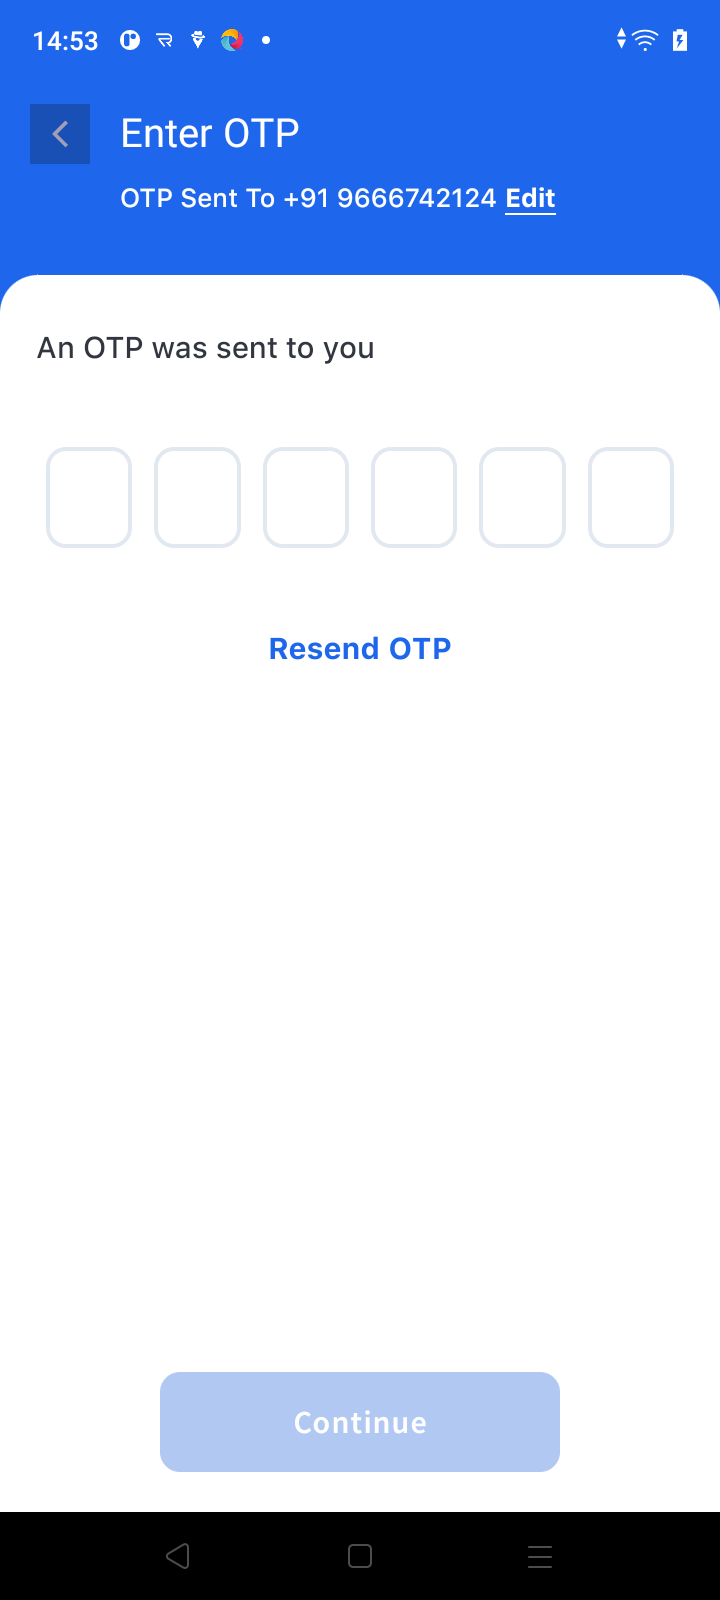 14:53
Enter OTP
OTP Sent To +91 9666742124 Edit
An OTP was sent to you
Resend OTP
Continue